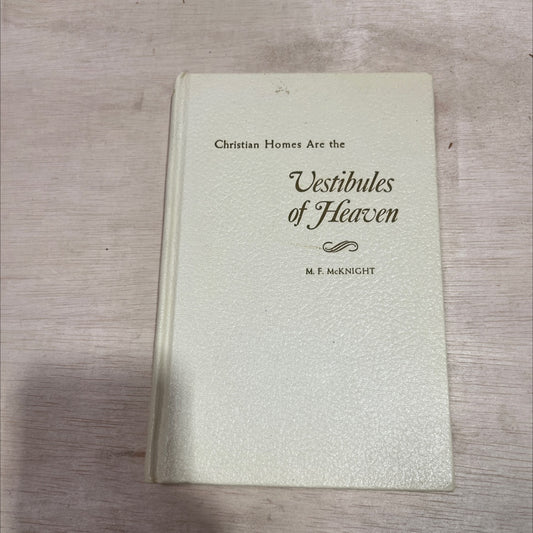 Christian Homes Are the
Vestibules
of Heaven
M. F. McKNIGHT